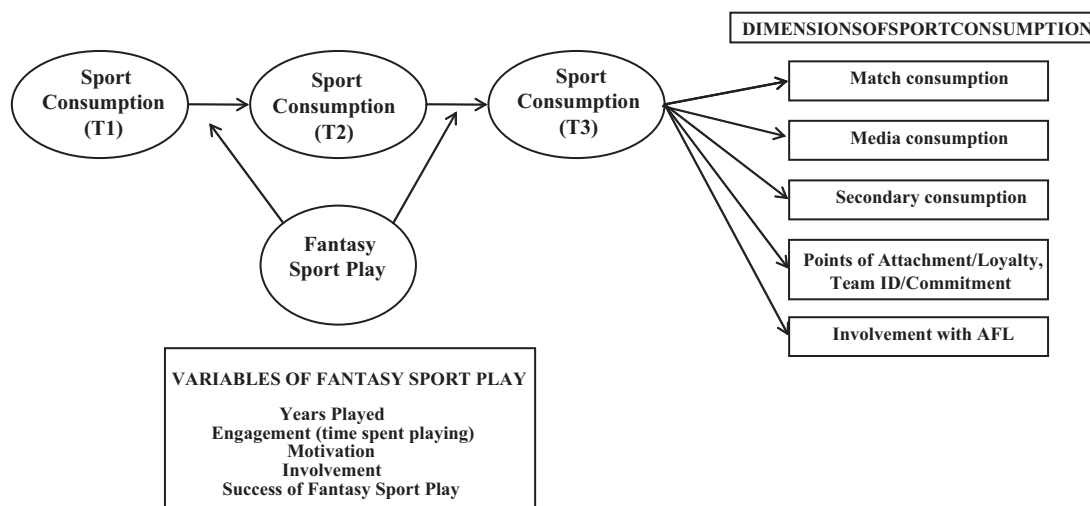 DIMENSIONSOFSPORTCONSUMPTION
Sport
Consumption
(T1)
Sport
Consumption
(T2)
Sport
Consumption
(T3)
Match consumption
Media consumption
Secondary consumption
Points of Attachment/Loyalty,
Team ID/Commitment
Involvement with AFL
Fantasy
Sport Play
VARIABLES OF FANTASY SPORT PLAY
Years Played
Engagement (time spent playing)
Motivation
Involvement
Success of Fantasy Sport Play